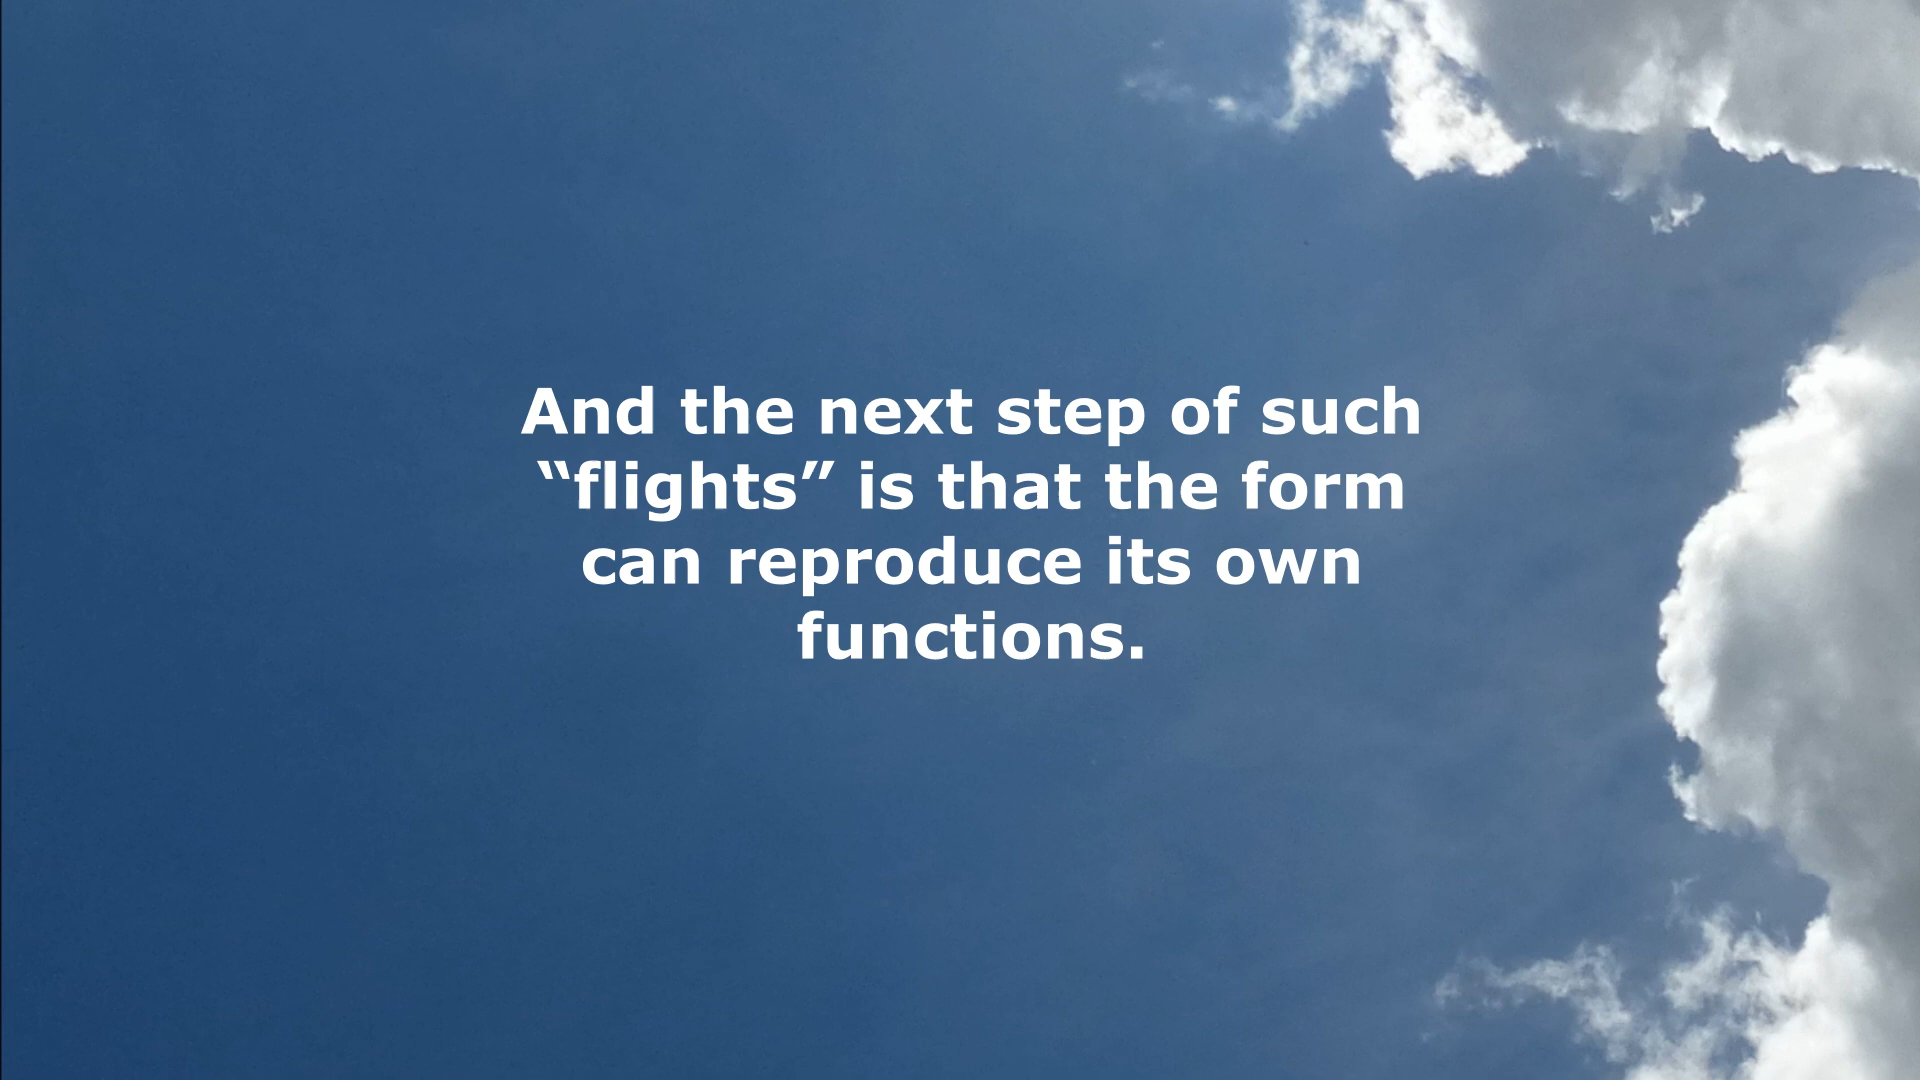 And the next step of such
“flights” is that the form
can reproduce its own
functions.